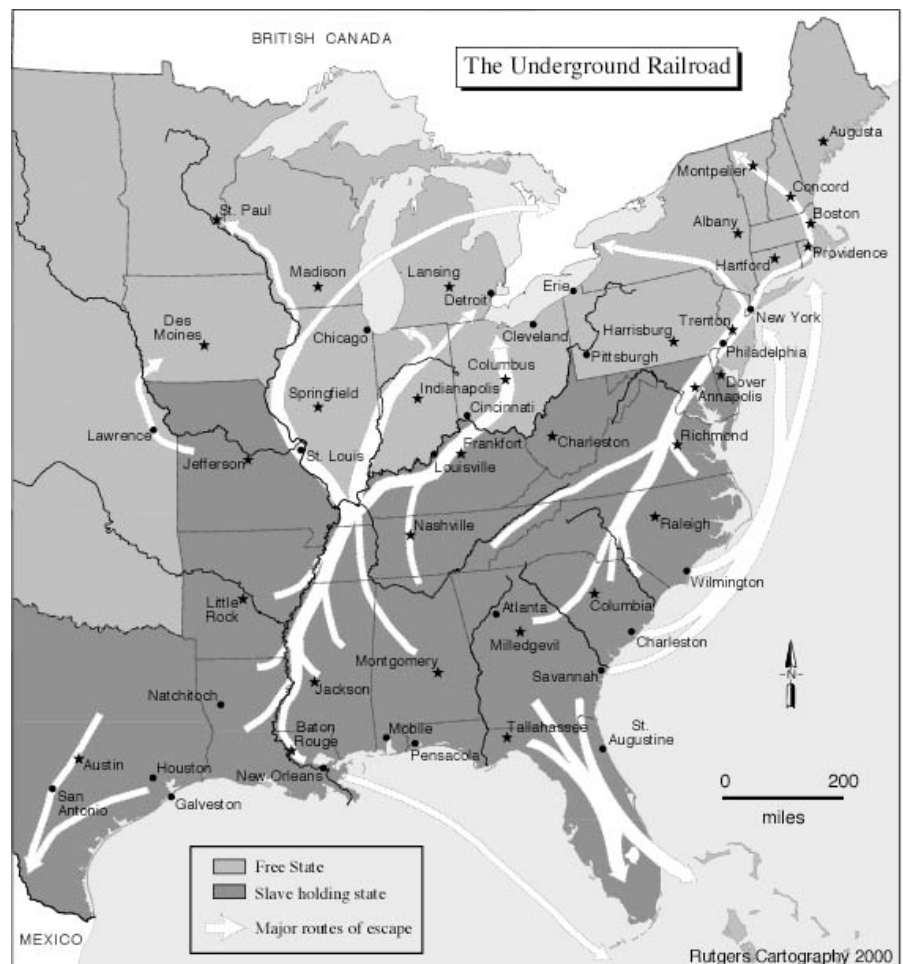 BRITISH CANADA
The Underground Railroad
Augusta
Montpelier
Concord
St. Paul
Boston
Albany
Providence
Madison
Lansing
Hartford
Detroit
Erie
New York
Des
Moines
Chicago
Cleveland
Harrisburg
Trenton
Pittsburgh
Philadelphia
Columbus
Springfield
Indianapolis
Dover
Annapolis
Cincinnati
Lawrence
Frankfort
Charleston
Richmond
Jefferson
St. Louis
Louisville
Nashville
Raleigh
Wilmington
Little
Rock
Atlanta
Columbia
Milledgevil
Charleston
Montgomery
Savannah
N
Natchitoch
Jackson
Mobile
Tallahassee
St.
Augustine
Baton
Rouge
Pensacola
Austin
Houston
New Orleans
0 200
miles
San
Antonio
Galveston
Free State
Slave holding state
Major routes of escape
MEXICO
Rutgers Cartography 2000